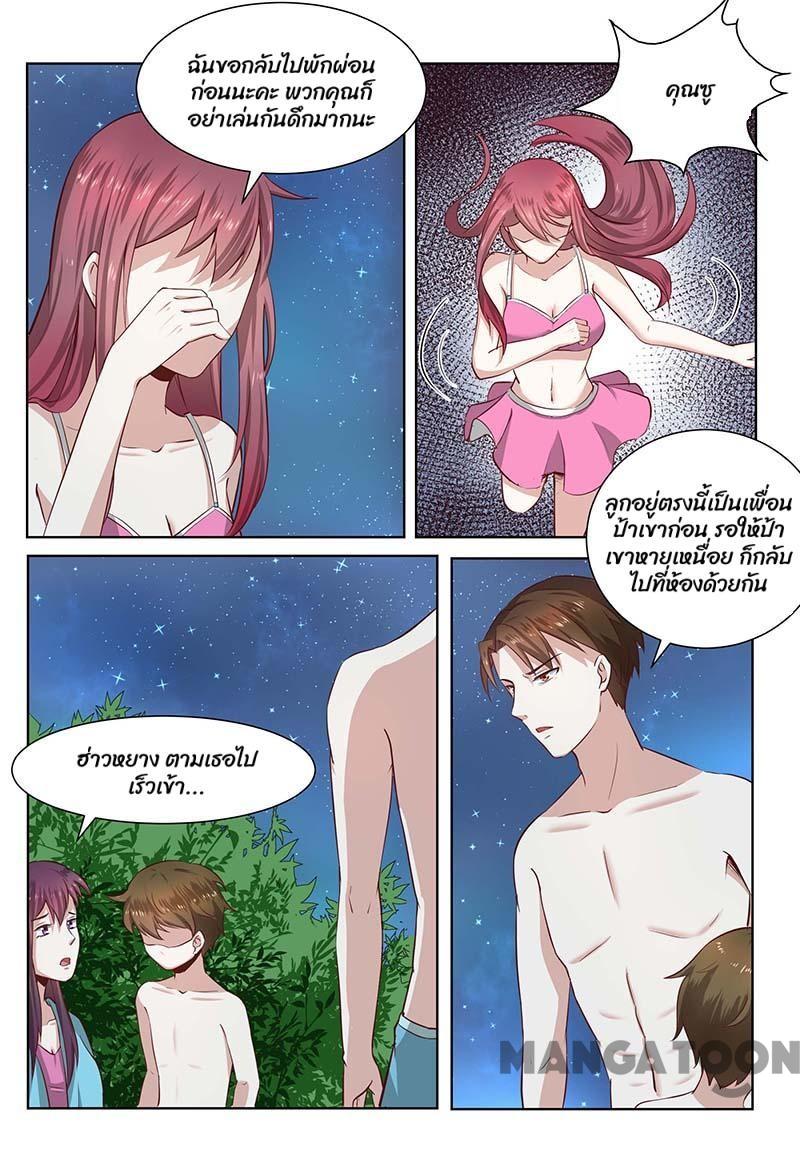 ฉันขอกลับไปพักผ่อน
ก่อนนะคะ พวกคุณก็
อย่าเล่นกันดึกมากนะ
คุณซู
ลูกอยู่ตรงนี้เป็นเพื่อน
ป้าเขาก่อน รอให้ป้า
เขาหายเหนื่อย ก็กลับ
ไปที่ห้องด้วยกัน
ฮ่าวหยาง ตามเธอไป
เร็วเข้า...
MANGATOON